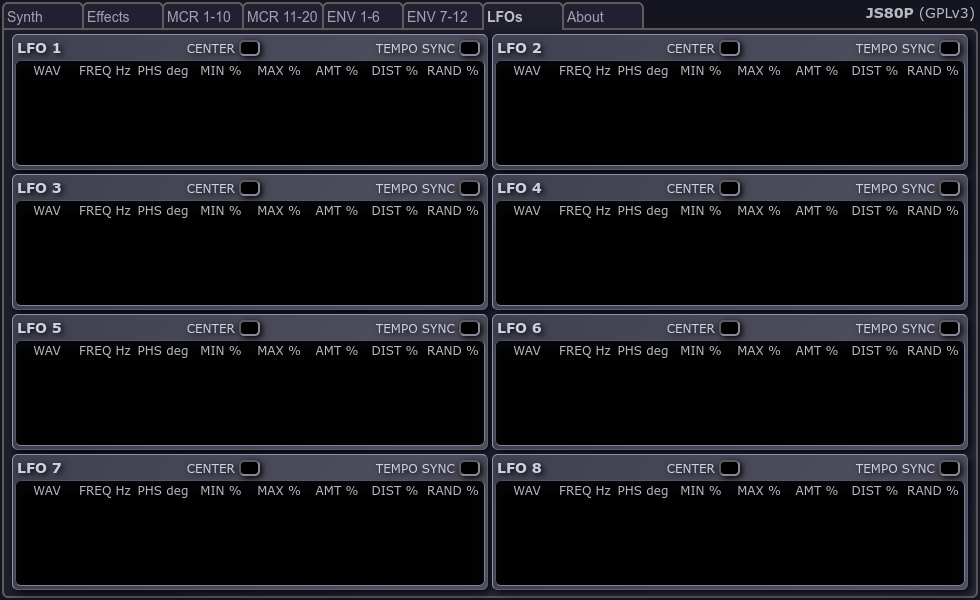 Synth Effects MCR 1-10 MCR 11-20 ENV 1-6 ENV 7-12 LFOs About JS80P (GPLv3)
LFO 1 CENTER TEMPO SYNC LFO 2 CENTER TEMPO SYNC
WAV FREQ Hz PHS deg MIN % MAX % AMT % DIST % RAND % WAV FREQ Hz PHS deg MIN % MAX % AMT % DIST % RAND %
LFO 3 CENTER TEMPO SYNC LFO 4 CENTER TEMPO SYNC
WAV FREQ Hz PHS deg MIN % MAX % AMT % DIST % RAND % WAV FREQ Hz PHS deg MIN % MAX % AMT % DIST % RAND %
LFO 5 CENTER TEMPO SYNC LFO 6 CENTER TEMPO SYNC
WAV FREQ Hz PHS deg MIN % MAX % AMT % DIST % RAND % WAV FREQ Hz PHS deg MIN % MAX % AMT % DIST % RAND %
LFO 7 CENTER TEMPO SYNC LFO 8 CENTER TEMPO SYNC
WAV FREQ Hz PHS deg MIN % MAX % AMT % DIST % RAND % WAV FREQ Hz PHS deg MIN % MAX % AMT % DIST % RAND %